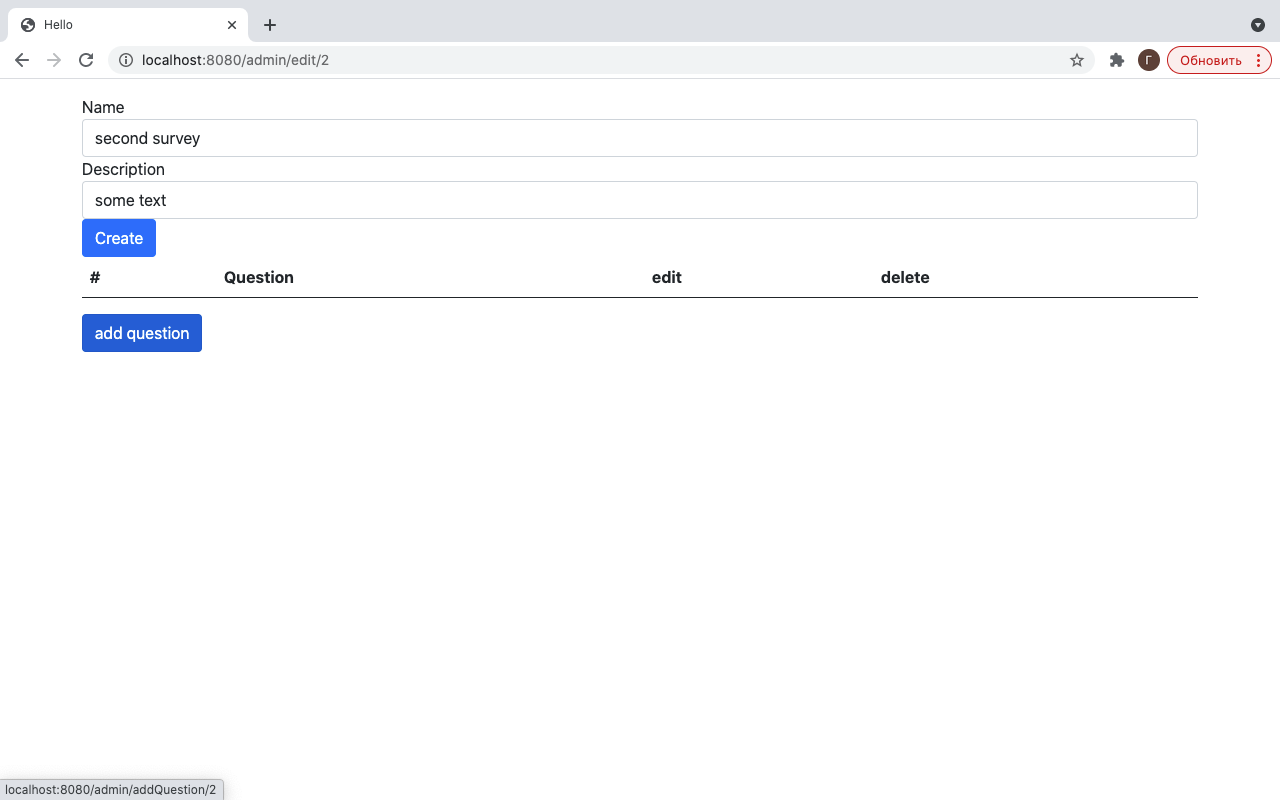 Hello
localhost:8080/admin/edit/2
Г
Обновить
Name
second survey
Description
some text
Create
# Question edit delete
add question
localhost:8080/admin/addQuestion/2